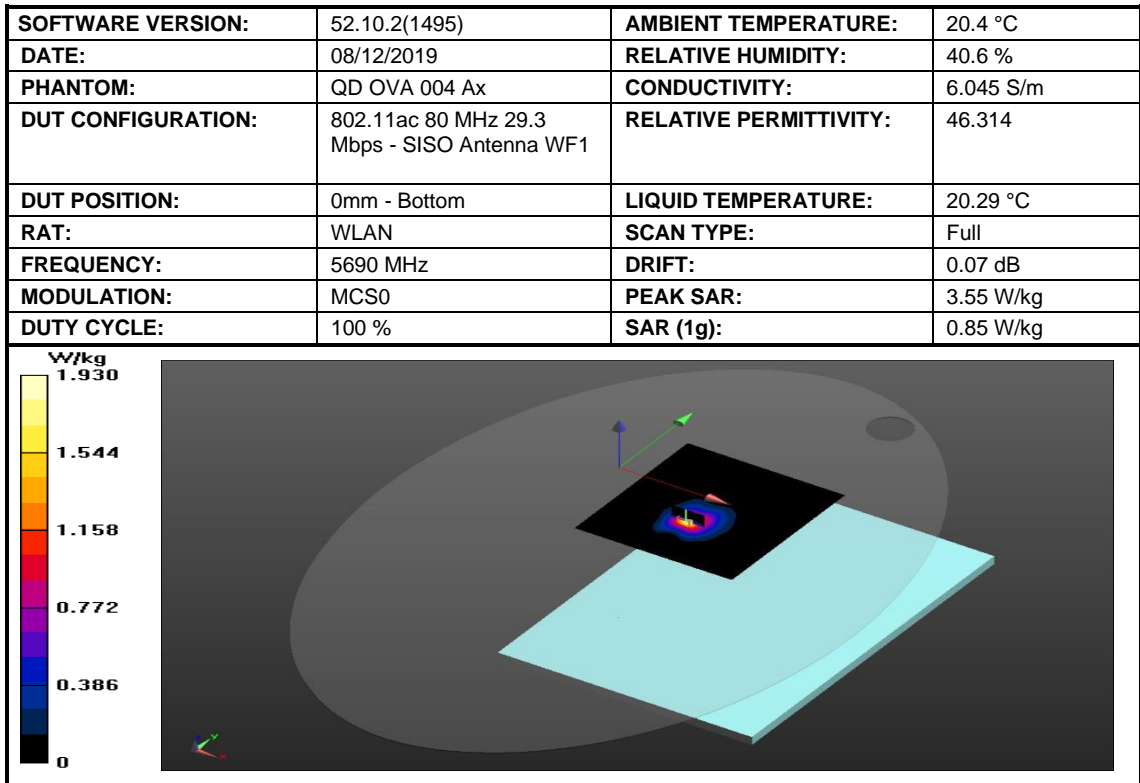 SOFTWARE VERSION: 52.10.2(1495) AMBIENT TEMPERATURE: 20.4 °C
DATE: 08/12/2019 RELATIVE HUMIDITY: 40.6 %
PHANTOM: QD OVA 004 Ax CONDUCTIVITY: 6.045 S/m
DUT CONFIGURATION: 802.11ac 80 MHz 29.3 RELATIVE PERMITTIVITY: 46.314
Mbps - SISO Antenna WF1
DUT POSITION: 0mm - Bottom LIQUID TEMPERATURE: 20.29 °C
RAT: WLAN SCAN TYPE: Full
FREQUENCY: 5690 MHz DRIFT: 0.07 dB
MODULATION: MCS0 PEAK SAR: 3.55 W/kg
DUTY CYCLE: 100 % SAR (1g): 0.85 W/kg
W/kg
1.930
1.544
1.158
0.772
0.386
0
Y
x